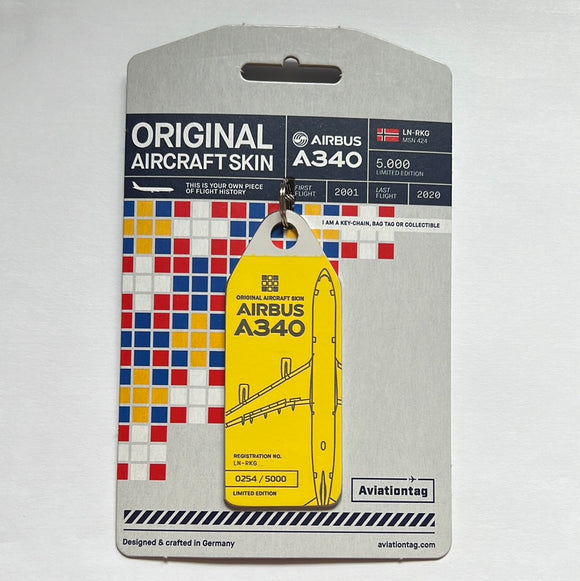 ORIGINAL
AIRCRAFT SKIN
AIRBUS
A340
LN-RKG
MSN 424
5.000
LIMITED EDITION
THIS IS YOUR OWN PIECE
OF FLIGHT HISTORY
FIRST
FLIGHT
2001
LAST
FLIGHT
2020
I AM A KEY-CHAIN, BAG TAG OR COLLECTIBLE
ORIGINAL AIRCRAFT SKIN
AIRBUS
A340
REGISTRATION NO.
LN-RKG
0254 / 5000
LIMITED EDITION
Aviationtag
Designed & crafted in Germany
aviationtag.com